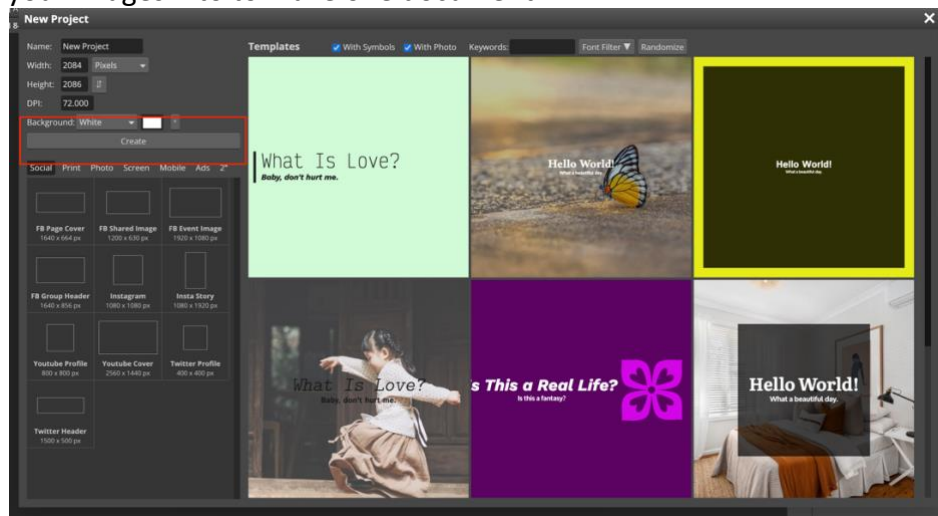 New Project
Name: New Project
Width: 2084 Pixels
Height: 2086
DPI: 72.000
Background: White
Create
Social Print Photo Screen Mobile Ads 2ⁿ
FB Page Cover
1640 x 664 px
FB Shared Image
1200 x 630 px
FB Event Image
1920 x 1080 px
FB Group Header
1640 x 856 px
Instagram
1080 x 1080 px
Insta Story
1080 x 1920 px
Youtube Profile
800 x 800 px
Youtube Cover
2560 x 1440 px
Twitter Profile
400 x 400 px
Twitter Header
1500 x 500 px
Templates With Symbols With Photo Keywords: Font Filter ▼ Randomize
What Is Love?
Baby, don't hurt me.
Hello World!
What a beautiful day.
Hello World!
What a beautiful day.
What Is Love?
Baby, don't hurt me.
s This a Real Life?
Is this a fantasy?
Hello World!
What a beautiful day.